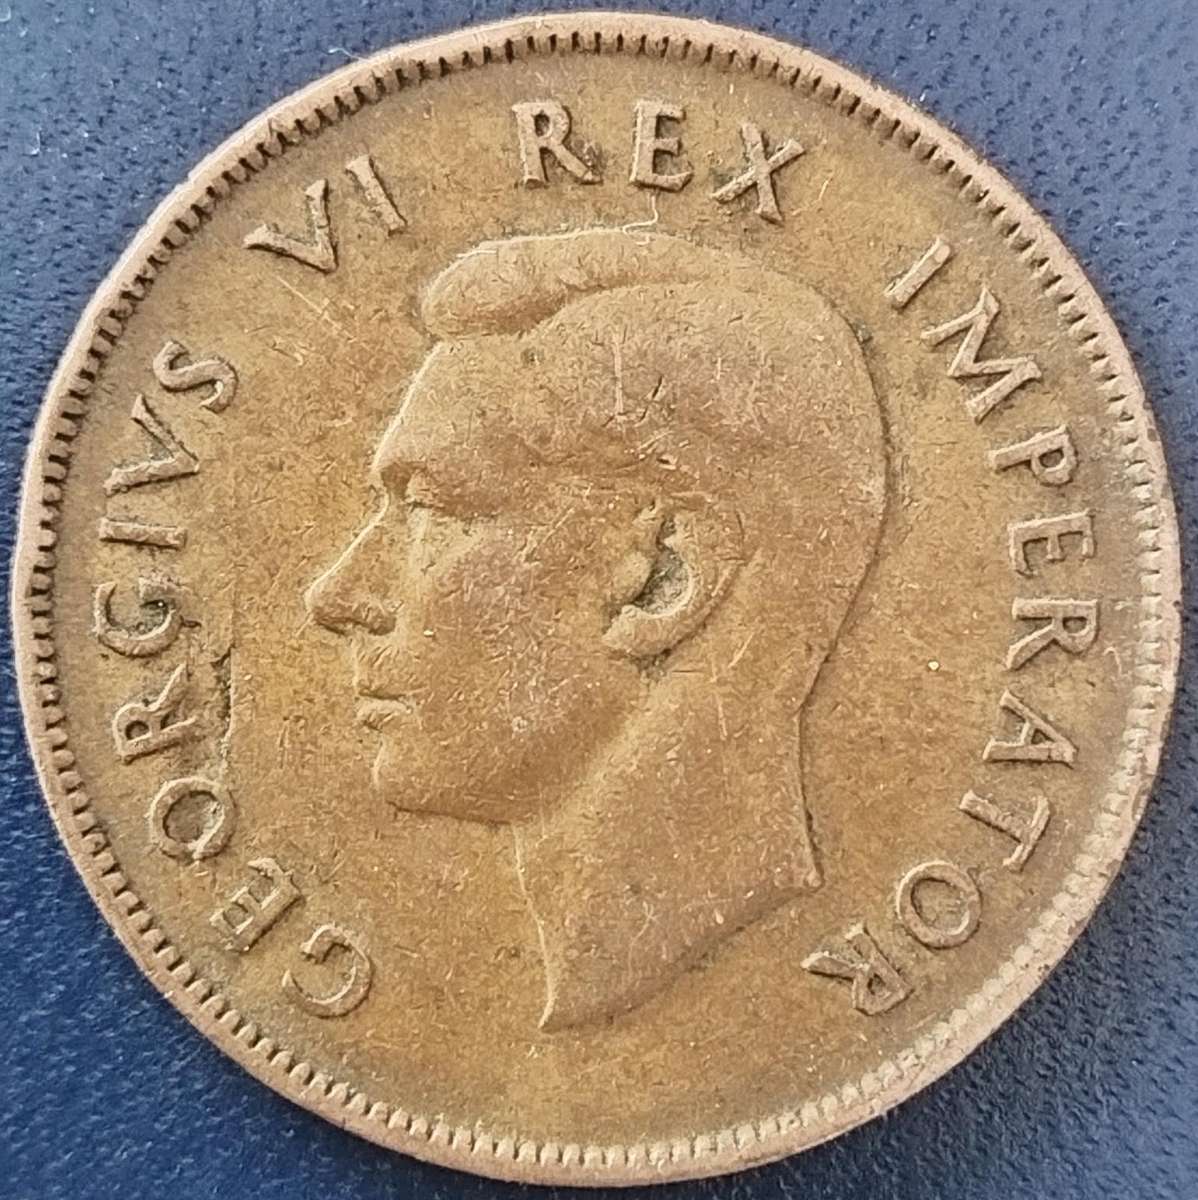 GEORGIVS VI REX IMPERATOR